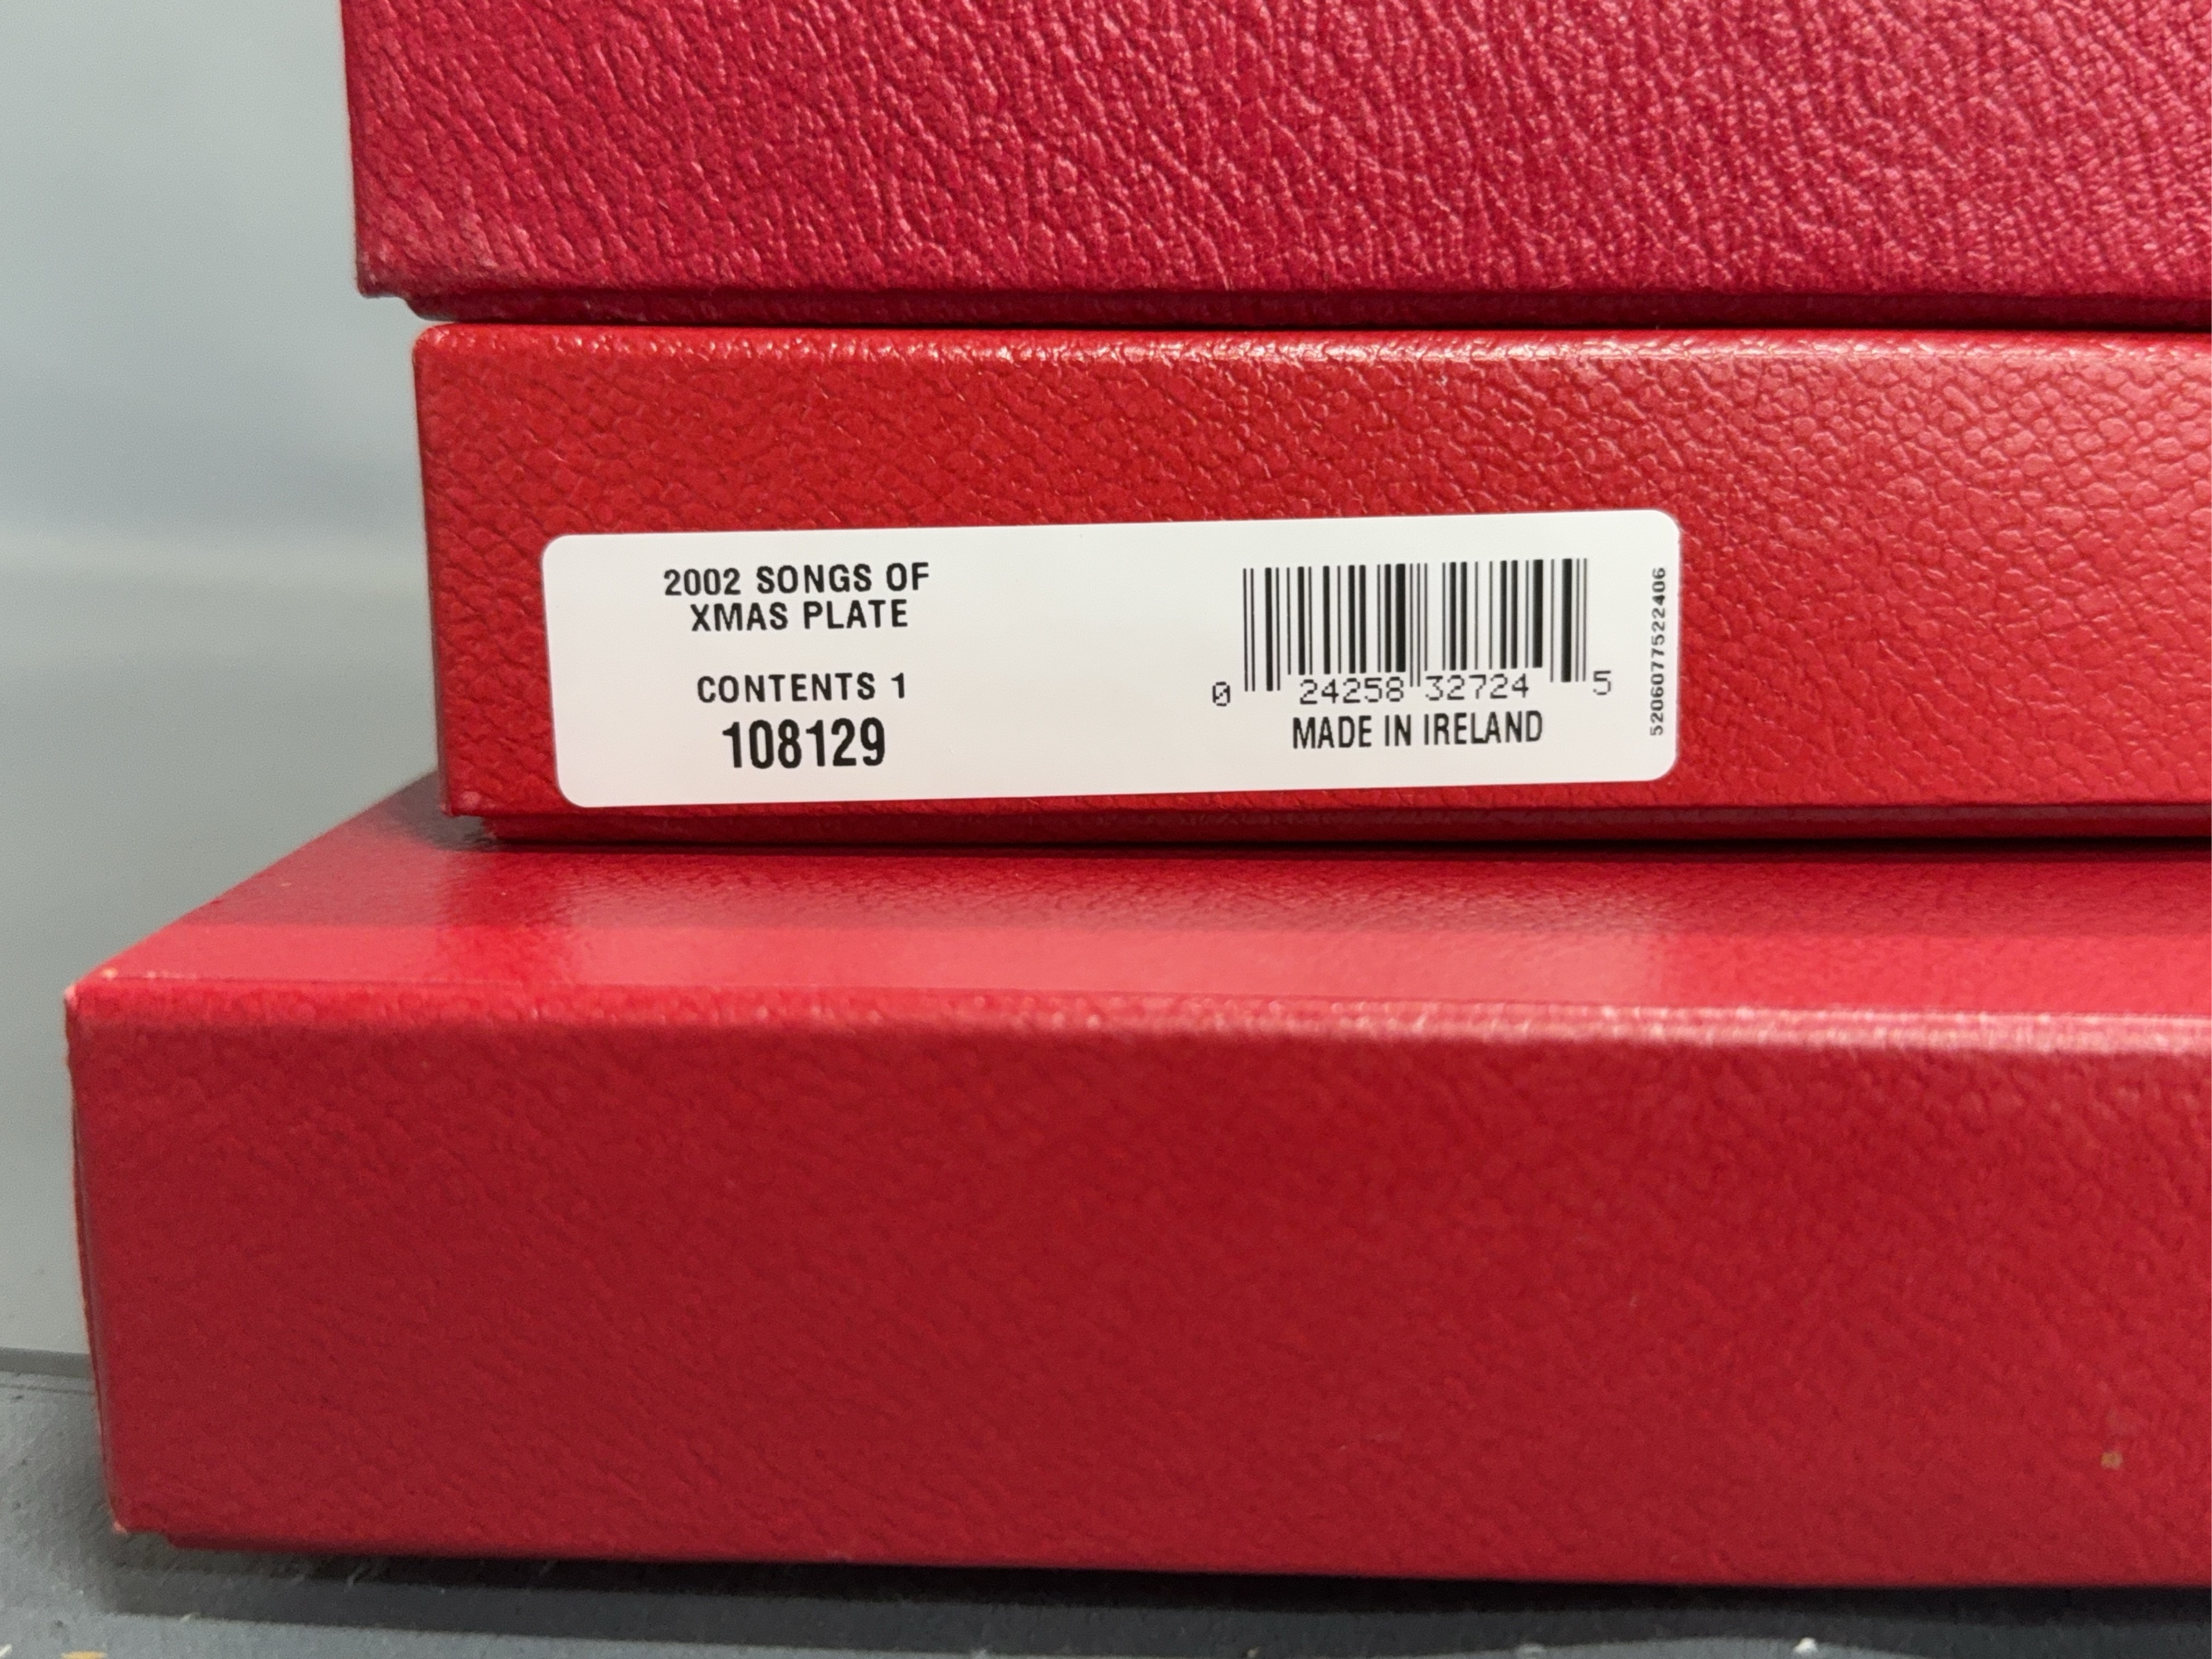 2002 SONGS OF
XMAS PLATE
CONTENTS 1
108129
0 24258 32724 5
MADE IN IRELAND
5206077522406